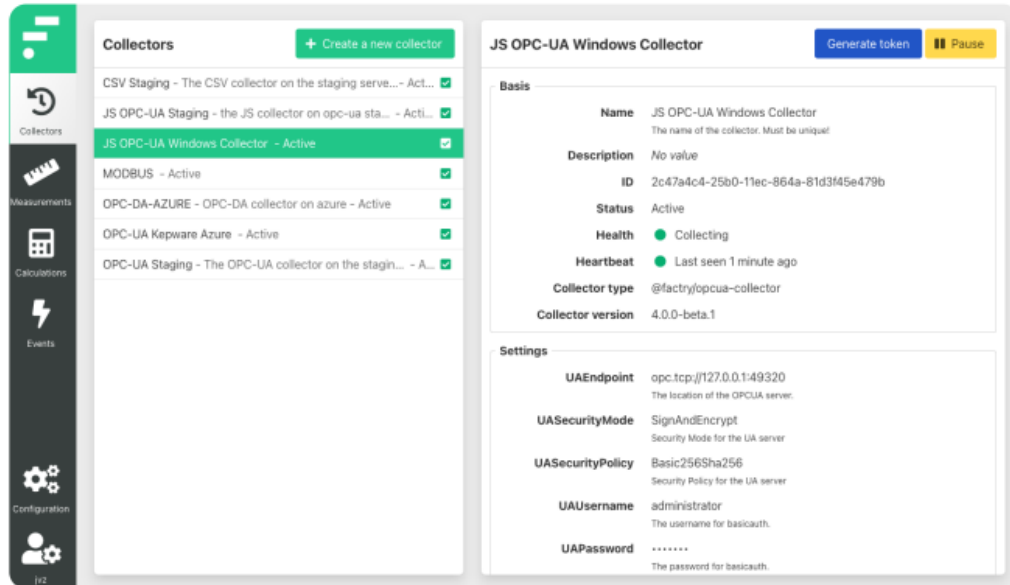 Collectors
Measurements
Calculations
Events
Configuration
jv2
Collectors
+ Create a new collector
CSV Staging - The CSV collector on the staging serve... - Act...
JS OPC-UA Staging - the JS collector on opc-ua sta... - Acti...
JS OPC-UA Windows Collector - Active
MODBUS - Active
OPC-DA-AZURE - OPC-DA collector on azure - Active
OPC-UA Kepware Azure - Active
OPC-UA Staging - The OPC-UA collector on the stagin... - A...
JS OPC-UA Windows Collector
Generate token
Pause
Basis
Name JS OPC-UA Windows Collector
The name of the collector. Must be unique!
Description No value
ID 2c47a4c4-25b0-11ec-864a-81d3f45e479b
Status Active
Health Collecting
Heartbeat Last seen 1 minute ago
Collector type @factry/opcua-collector
Collector version 4.0.0-beta.1
Settings
UAEndpoint opc.tcp://127.0.0.1:49320
The location of the OPCUA server.
UASecurityMode SignAndEncrypt
Security Mode for the UA server
UASecurityPolicy Basic256Sha256
Security Policy for the UA server
UAUsername administrator
The username for basicauth.
UAPassword •••••••
The password for basicauth.